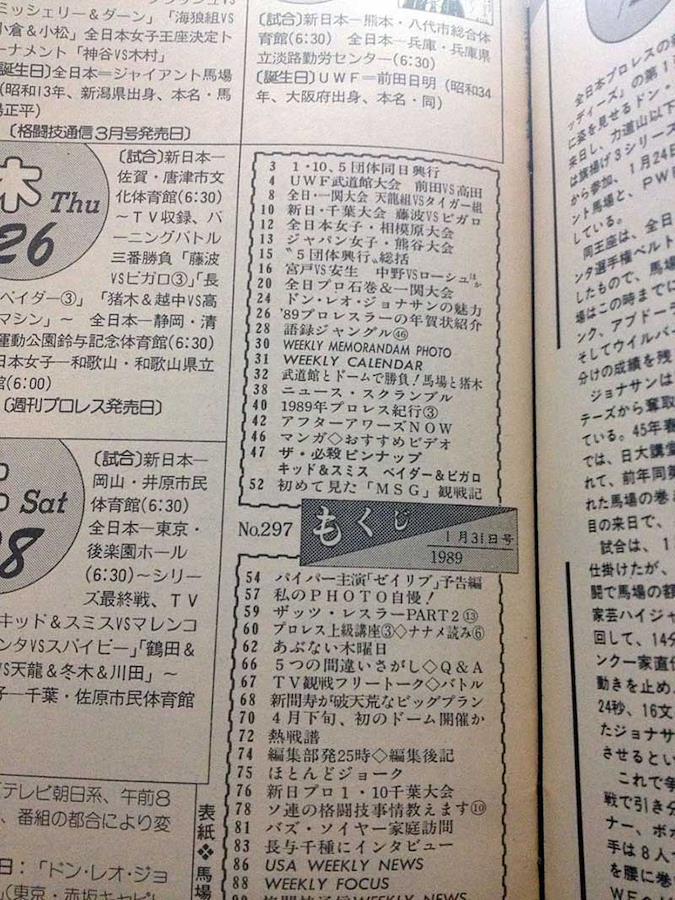 ミッシェリー&ダーン」「海狼組VS
小倉&小松」全日本女子王座決定ト
ーナメント「神谷VS木村」
〔誕生日〕全日本=ジャイアント馬場
(昭和13年、新潟県出身、本名・馬
場正平)
〔格闘技通信3月号発売日〕
〔試合〕新日本―熊本・八代市総合体
育館(6:30) 全日本―兵庫・兵庫県
立淡路勤労センター(6:30)
〔誕生日〕UWF=前田日明(昭和34
年、大阪府出身、本名・同)
木 Thu
26
〔試合〕新日本―
佐賀・唐津市文
化体育館(6:30)
~TV収録、バ
ーニングバトル
三番勝負「藤波
VSビガロ③」「長
ベイダー③」「猪木&越中VS高
マシン」~ 全日本―静岡・清
運動公園鈴与記念体育館(6:30)
日本女子―和歌山・和歌山県立
館(6:00)
〔週刊プロレス発売日〕
Sat
8
〔試合〕新日本―
岡山・井原市民
体育館(6:30)
全日本―東京・
後楽園ホール
(6:30)~シリー
ズ最終戦、TV
キッド&スミスVSマレンコ
ンタVSスパイビー」「鶴田&
VS天龍&冬木&川田」~
子―千葉・佐原市民体育館
テレビ朝日系、午前8
、番組の都合により変
日:「ドン・レオ・ジョ
(東京・赤坂キャピ
3 1・10、5団体同日興行
4 UWF武道館大会 前田VS高田
8 全日・一関大会 天龍組VSタイガー組
10 新日・千葉大会 藤波VSビガロ
12 全日本女子・相模原大会
13 ジャパン女子・熊谷大会
15 “5団体興行”総括
16 宮戸VS安生 中野VSローシュほか
20 全日プロ石巻&一関大会
24 ドン・レオ・ジョナサンの魅力
26 '89プロレスラーの年賀状紹介
28 語録ジャングル㊻
30 WEEKLY MEMORANDAM PHOTO
31 WEEKLY CALENDAR
32 武道館とドームで勝負!馬場と猪木
38 ニュース・スクランブル
40 1989年プロレス紀行③
42 アフターアワーズNOW
46 マンガ◇おすすめビデオ
47 ザ・必殺ピンナップ
キッド&スミス ベイダー&ビガロ
52 初めて見た「MSG」観戦記
No.297
もくじ
1月31日号
1989
54 パイパー主演「ゼイリブ」予告編
57 私のPHOTO自慢!
59 ザッツ・レスラーPART2⑬
60 プロレス上級講座③◇ナナメ読み⑥
62 あぶない木曜日
66 5つの間違いさがし◇Q&A
67 TV観戦フリートーク◇バトル
68 新間寿が破天荒なビッグプラン
70 4月下旬、初のドーム開催か
72 熱戦譜
74 編集部発25時◇編集後記
75 ほとんどジョーク
76 新日プロ1・10千葉大会
78 ソ連の格闘技事情教えます⑩
81 バズ・ソイヤー家庭訪問
83 長与千種にインタビュー
86 USA WEEKLY NEWS
88 WEEKLY FOCUS
表紙❖馬場
全日本プロレスの
ッディーズ」の第1
に姿を見せるドン・
来日し、力道山以下
は旗揚げ3シリーズ
から参加、1月24日
ント馬場と、PW
している。
同王座は、全日
ンタ選手権ベルト
したもので、馬場
場はこの時までに
ンク、アブドーラ
そしてウイルバー
分けの成績を残
ジョナサンは
テーズから奪取
ている。45年春
では、日大講堂
れて、前年同第
れた馬場の巻き
目の来日で、
試合は、1
仕掛けたが、
闘で馬場の額
家芸ハイジャ
回して、14分
ンクー家直伝
動きを止め、
24秒、16文
たジョナサン
させるとい
これで争
戦で引き分
ナー、ボボ
手は8人
を腰に巻